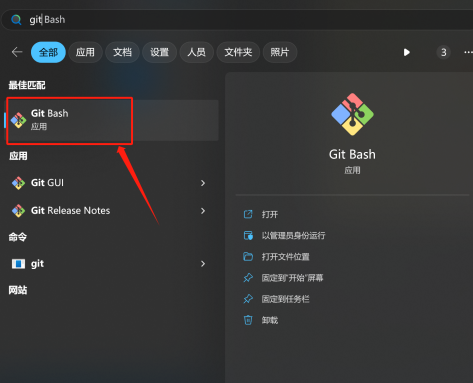 git Bash
全部 应用 文档 设置 人员 文件夹 照片 3 ...
最佳匹配
Git Bash
应用
应用
Git GUI
Git Release Notes
命令
git
网站
Git Bash
应用
打开
以管理员身份运行
打开文件位置
固定到"开始"屏幕
固定到任务栏
卸载